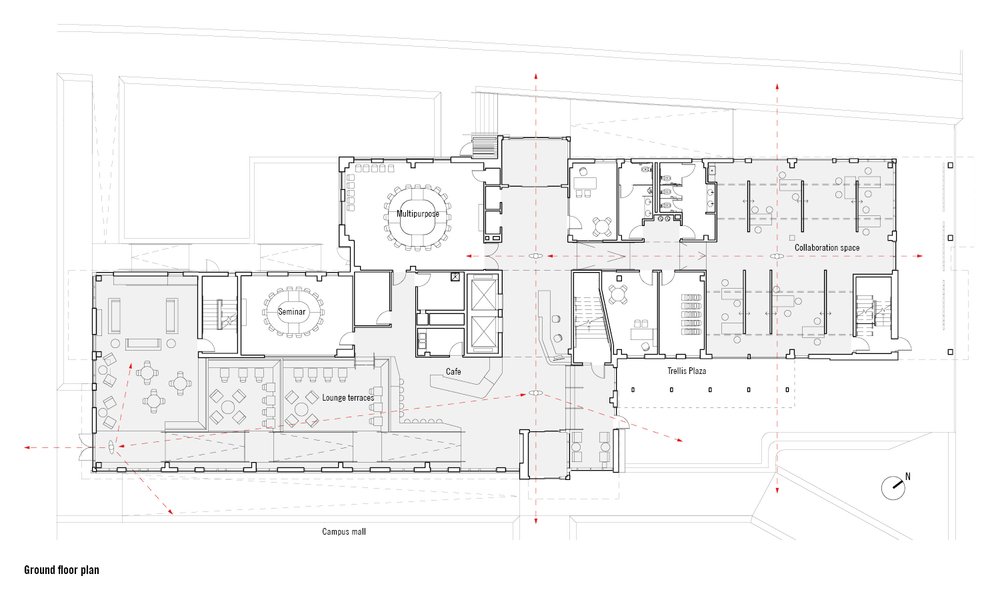 Multipurpose
Collaboration space
Seminar
Cafe
Trellis Plaza
Lounge terraces
N
Campus mall
Ground floor plan